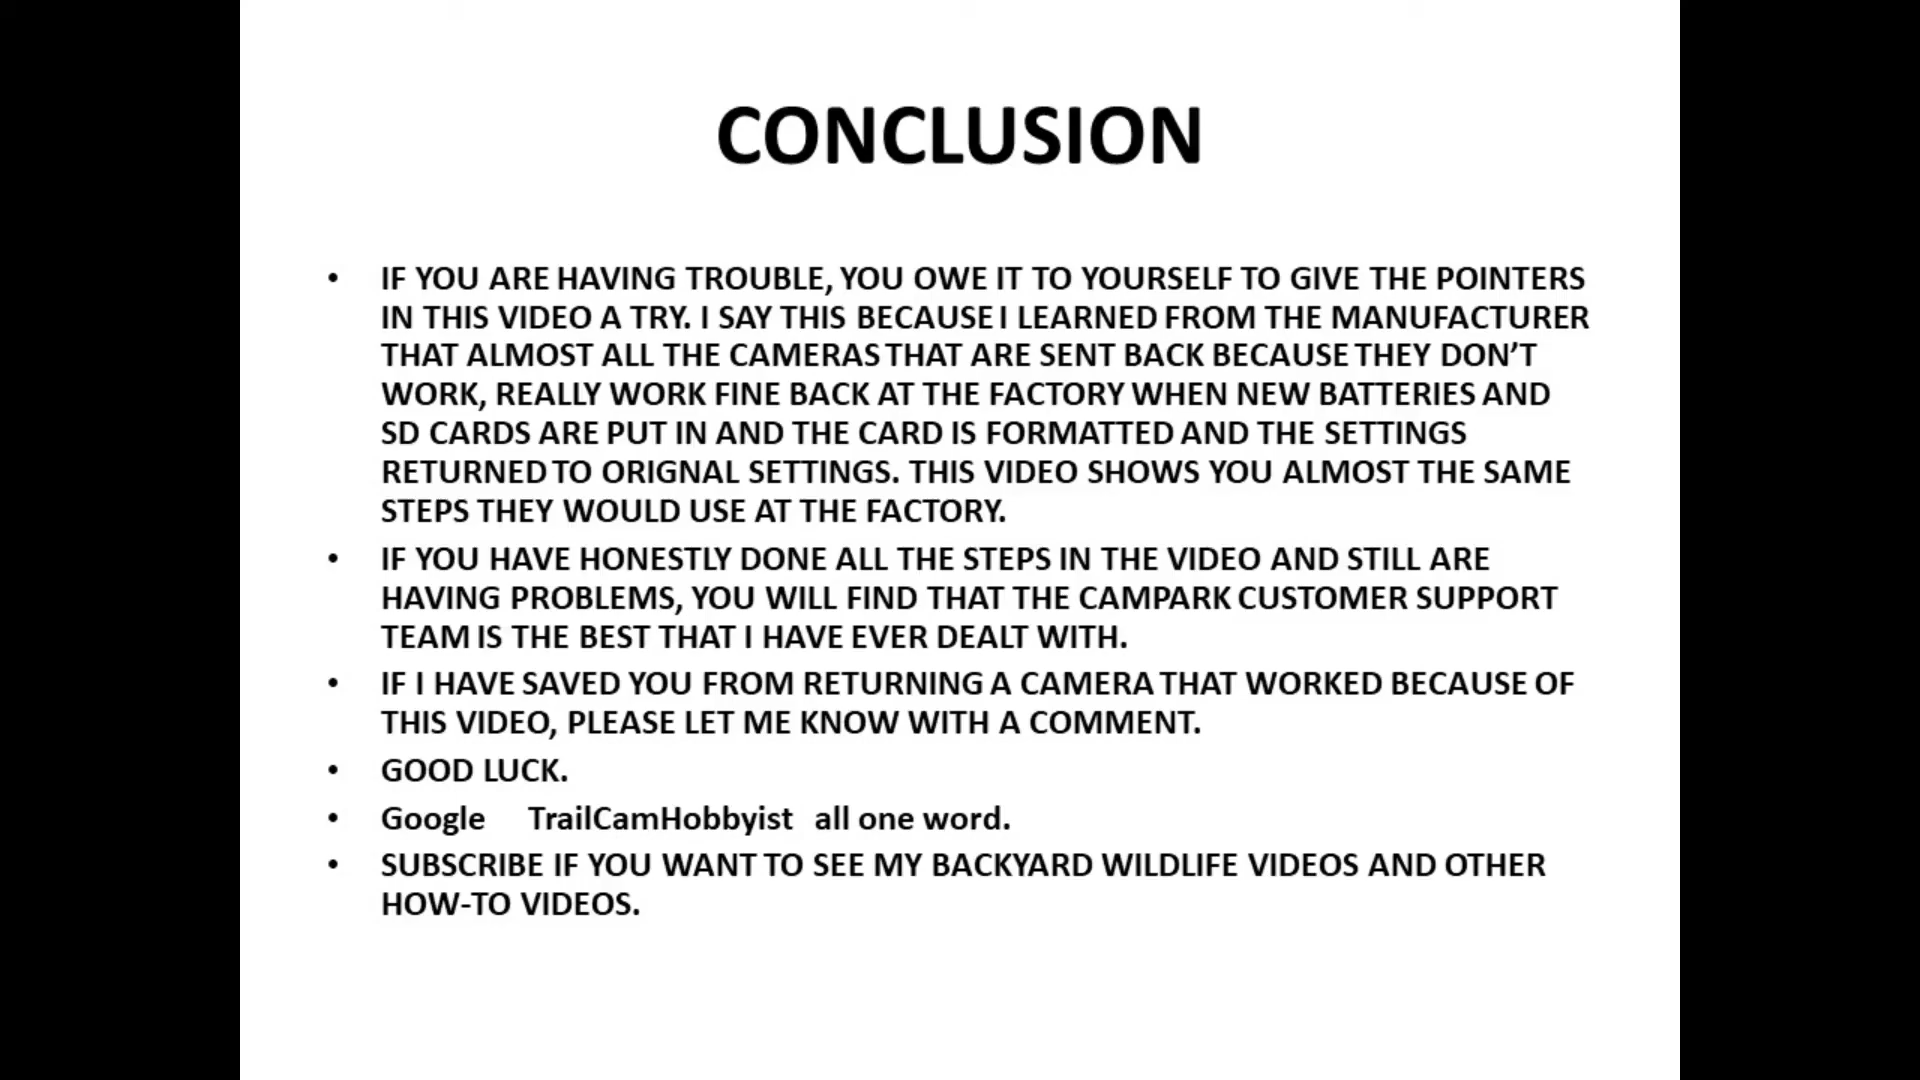 CONCLUSION
• IF YOU ARE HAVING TROUBLE, YOU OWE IT TO YOURSELF TO GIVE THE POINTERS
IN THIS VIDEO A TRY. I SAY THIS BECAUSE I LEARNED FROM THE MANUFACTURER
THAT ALMOST ALL THE CAMERAS THAT ARE SENT BACK BECAUSE THEY DON’T
WORK, REALLY WORK FINE BACK AT THE FACTORY WHEN NEW BATTERIES AND
SD CARDS ARE PUT IN AND THE CARD IS FORMATTED AND THE SETTINGS
RETURNED TO ORIGNAL SETTINGS. THIS VIDEO SHOWS YOU ALMOST THE SAME
STEPS THEY WOULD USE AT THE FACTORY.
• IF YOU HAVE HONESTLY DONE ALL THE STEPS IN THE VIDEO AND STILL ARE
HAVING PROBLEMS, YOU WILL FIND THAT THE CAMPARK CUSTOMER SUPPORT
TEAM IS THE BEST THAT I HAVE EVER DEALT WITH.
• IF I HAVE SAVED YOU FROM RETURNING A CAMERA THAT WORKED BECAUSE OF
THIS VIDEO, PLEASE LET ME KNOW WITH A COMMENT.
• GOOD LUCK.
• Google TrailCamHobbyist all one word.
• SUBSCRIBE IF YOU WANT TO SEE MY BACKYARD WILDLIFE VIDEOS AND OTHER
HOW-TO VIDEOS.